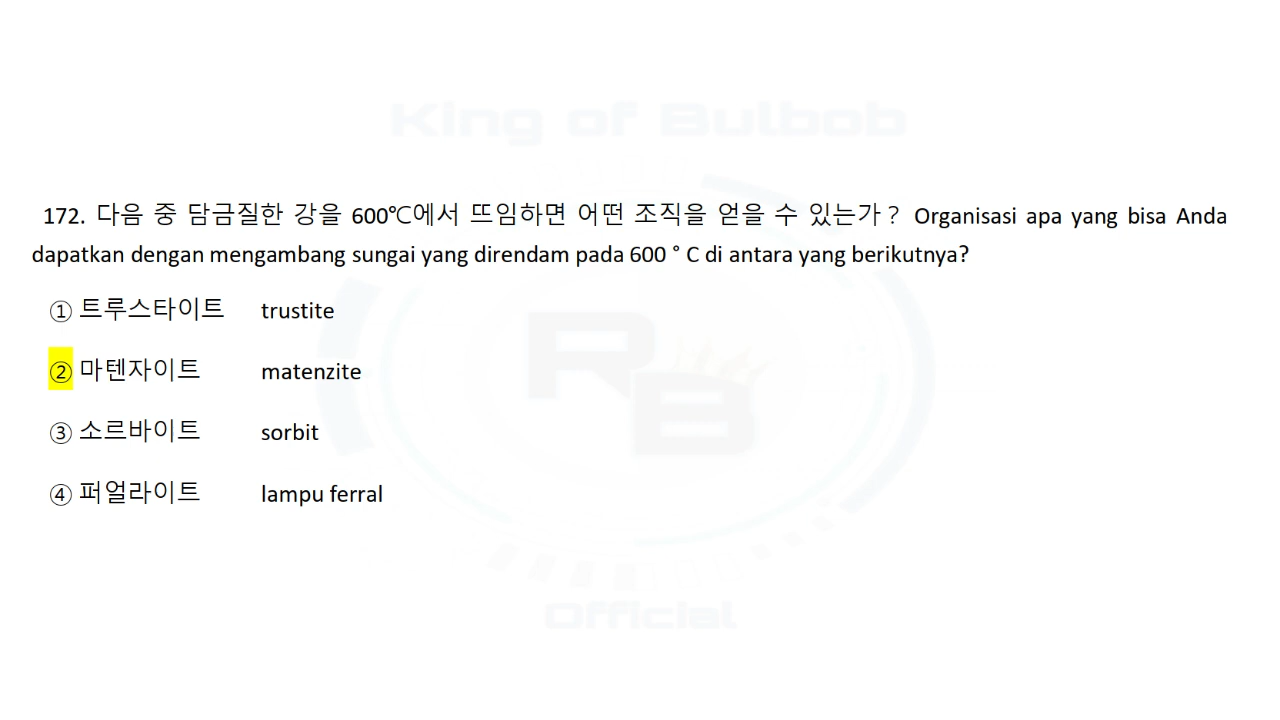 King of Bulbob
172. 다음 중 담금질한 강을 600℃에서 뜨임하면 어떤 조직을 얻을 수 있는가? Organisasi apa yang bisa Anda
dapatkan dengan mengambang sungai yang direndam pada 600 ° C di antara yang berikutnya?
① 트루스타이트 trustite
② 마텐자이트 matenzite
RB
③ 소르바이트 sorbit
④ 퍼얼라이트 lampu ferral
Official